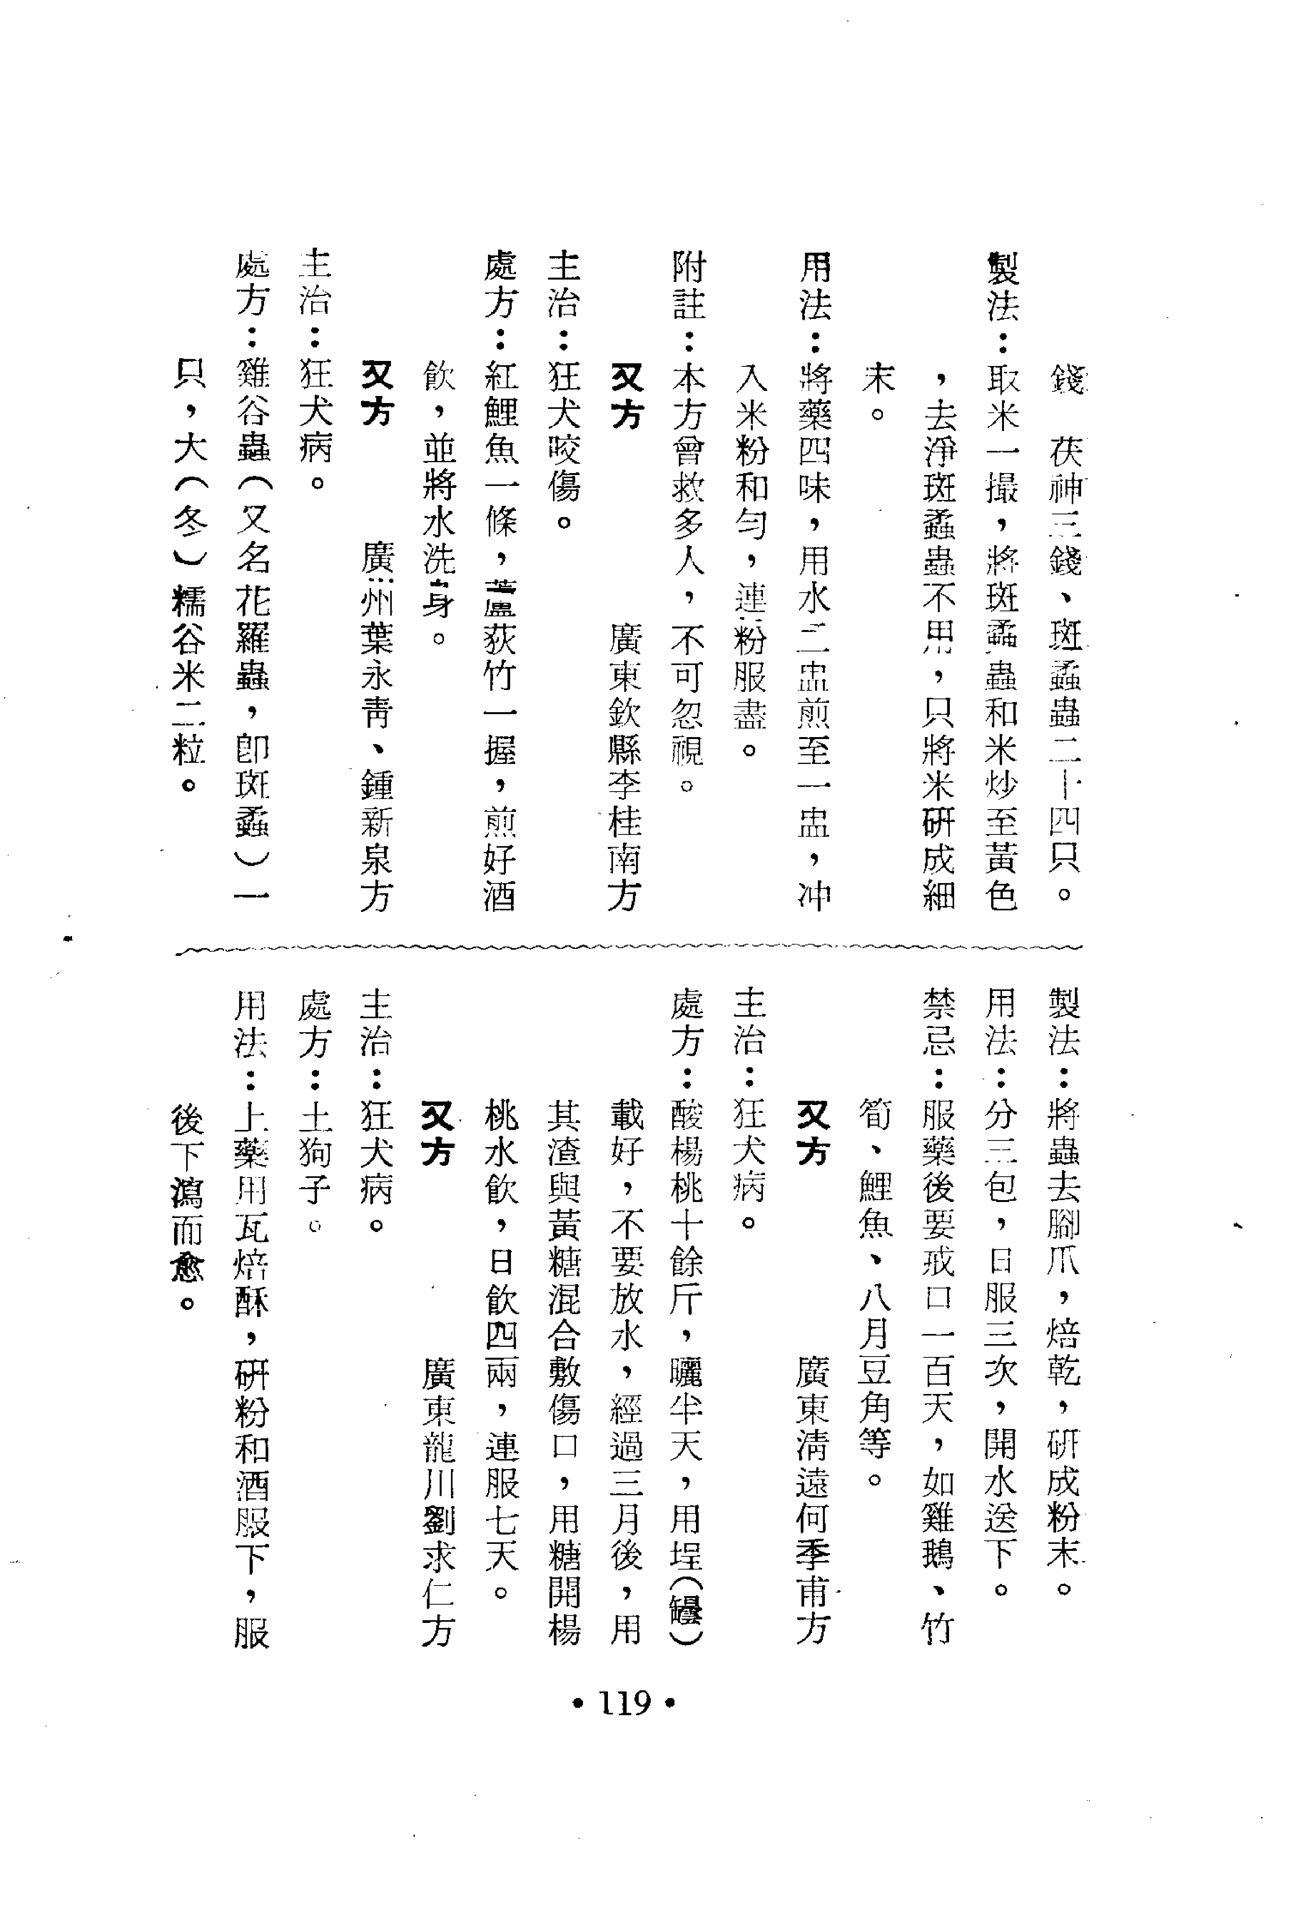 錢　茯神三錢、斑蟊蟲二十四只。
製法：取米一撮，將斑蟊蟲和米炒至黃色
，去淨斑蟊蟲不用，只將米研成細
末。
用法：將藥四味，用水二盅煎至一盅，冲
入米粉和勻，連粉服盡。
附註：本方曾救多人，不可忽視。
又方　　廣東欽縣李桂南方
主治：狂犬咬傷。
處方：紅鯉魚一條，蘆荻竹一握，煎好酒
飲，並將水洗身。
又方　　廣州葉永靑、鍾新泉方
主治：狂犬病。
處方：雞谷蟲（又名花羅蟲，卽斑蟊）一
只，大（冬）糯谷米二粒。
製法：將蟲去腳爪，焙乾，研成粉末。
用法：分三包，日服三次，開水送下。
禁忌：服藥後要戒口一百天，如雞鵝、竹
筍、鯉魚、八月豆角等。
又方　　廣東淸遠何季甫方
主治：狂犬病。
處方：酸楊桃十餘斤，曬半天，用埕（罎）
載好，不要放水，經過三月後，用
其渣與黃糖混合敷傷口，用糖開楊
桃水飮，日飮四兩，連服七天。
又方　　廣東龍川劉求仁方
主治：狂犬病。
處方：土狗子。
用法：上藥用瓦焙酥，研粉和酒服下，服
後下瀉而愈。
• 119 •